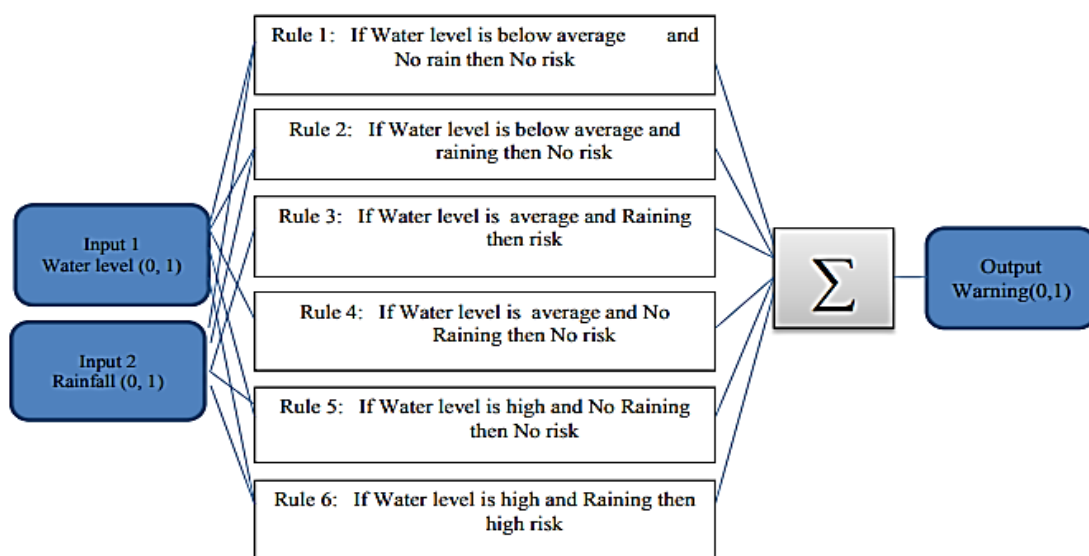 Rule 1: If Water level is below average and
No rain then No risk
Rule 2: If Water level is below average and
raining then No risk
Rule 3: If Water level is average and Raining
then risk
Rule 4: If Water level is average and No
Raining then No risk
Rule 5: If Water level is high and No Raining
then No risk
Rule 6: If Water level is high and Raining then
high risk
Input 1
Water level (0, 1)
Input 2
Rainfall (0, 1)
Σ
Output
Warning(0,1)